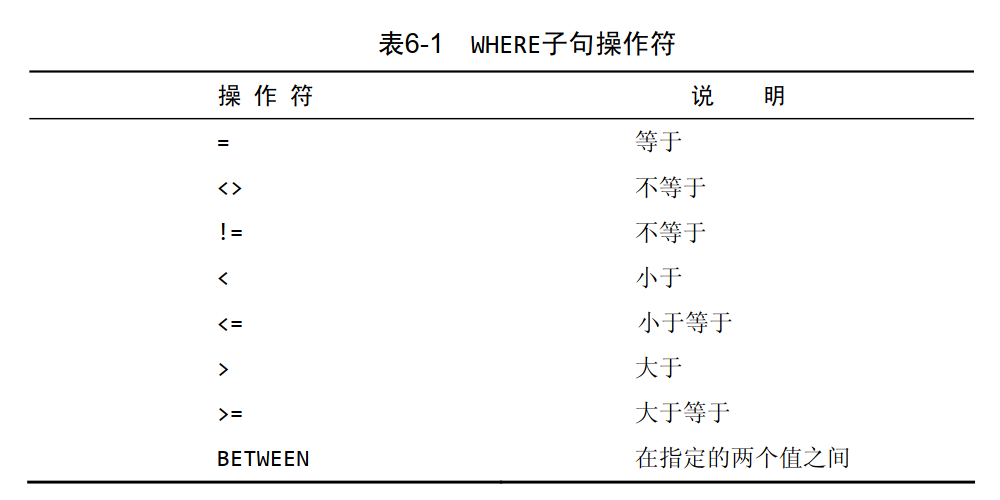 表6-1 WHERE子句操作符
操作符 说明
= 等于
<> 不等于
!= 不等于
< 小于
<= 小于等于
> 大于
>= 大于等于
BETWEEN 在指定的两个值之间